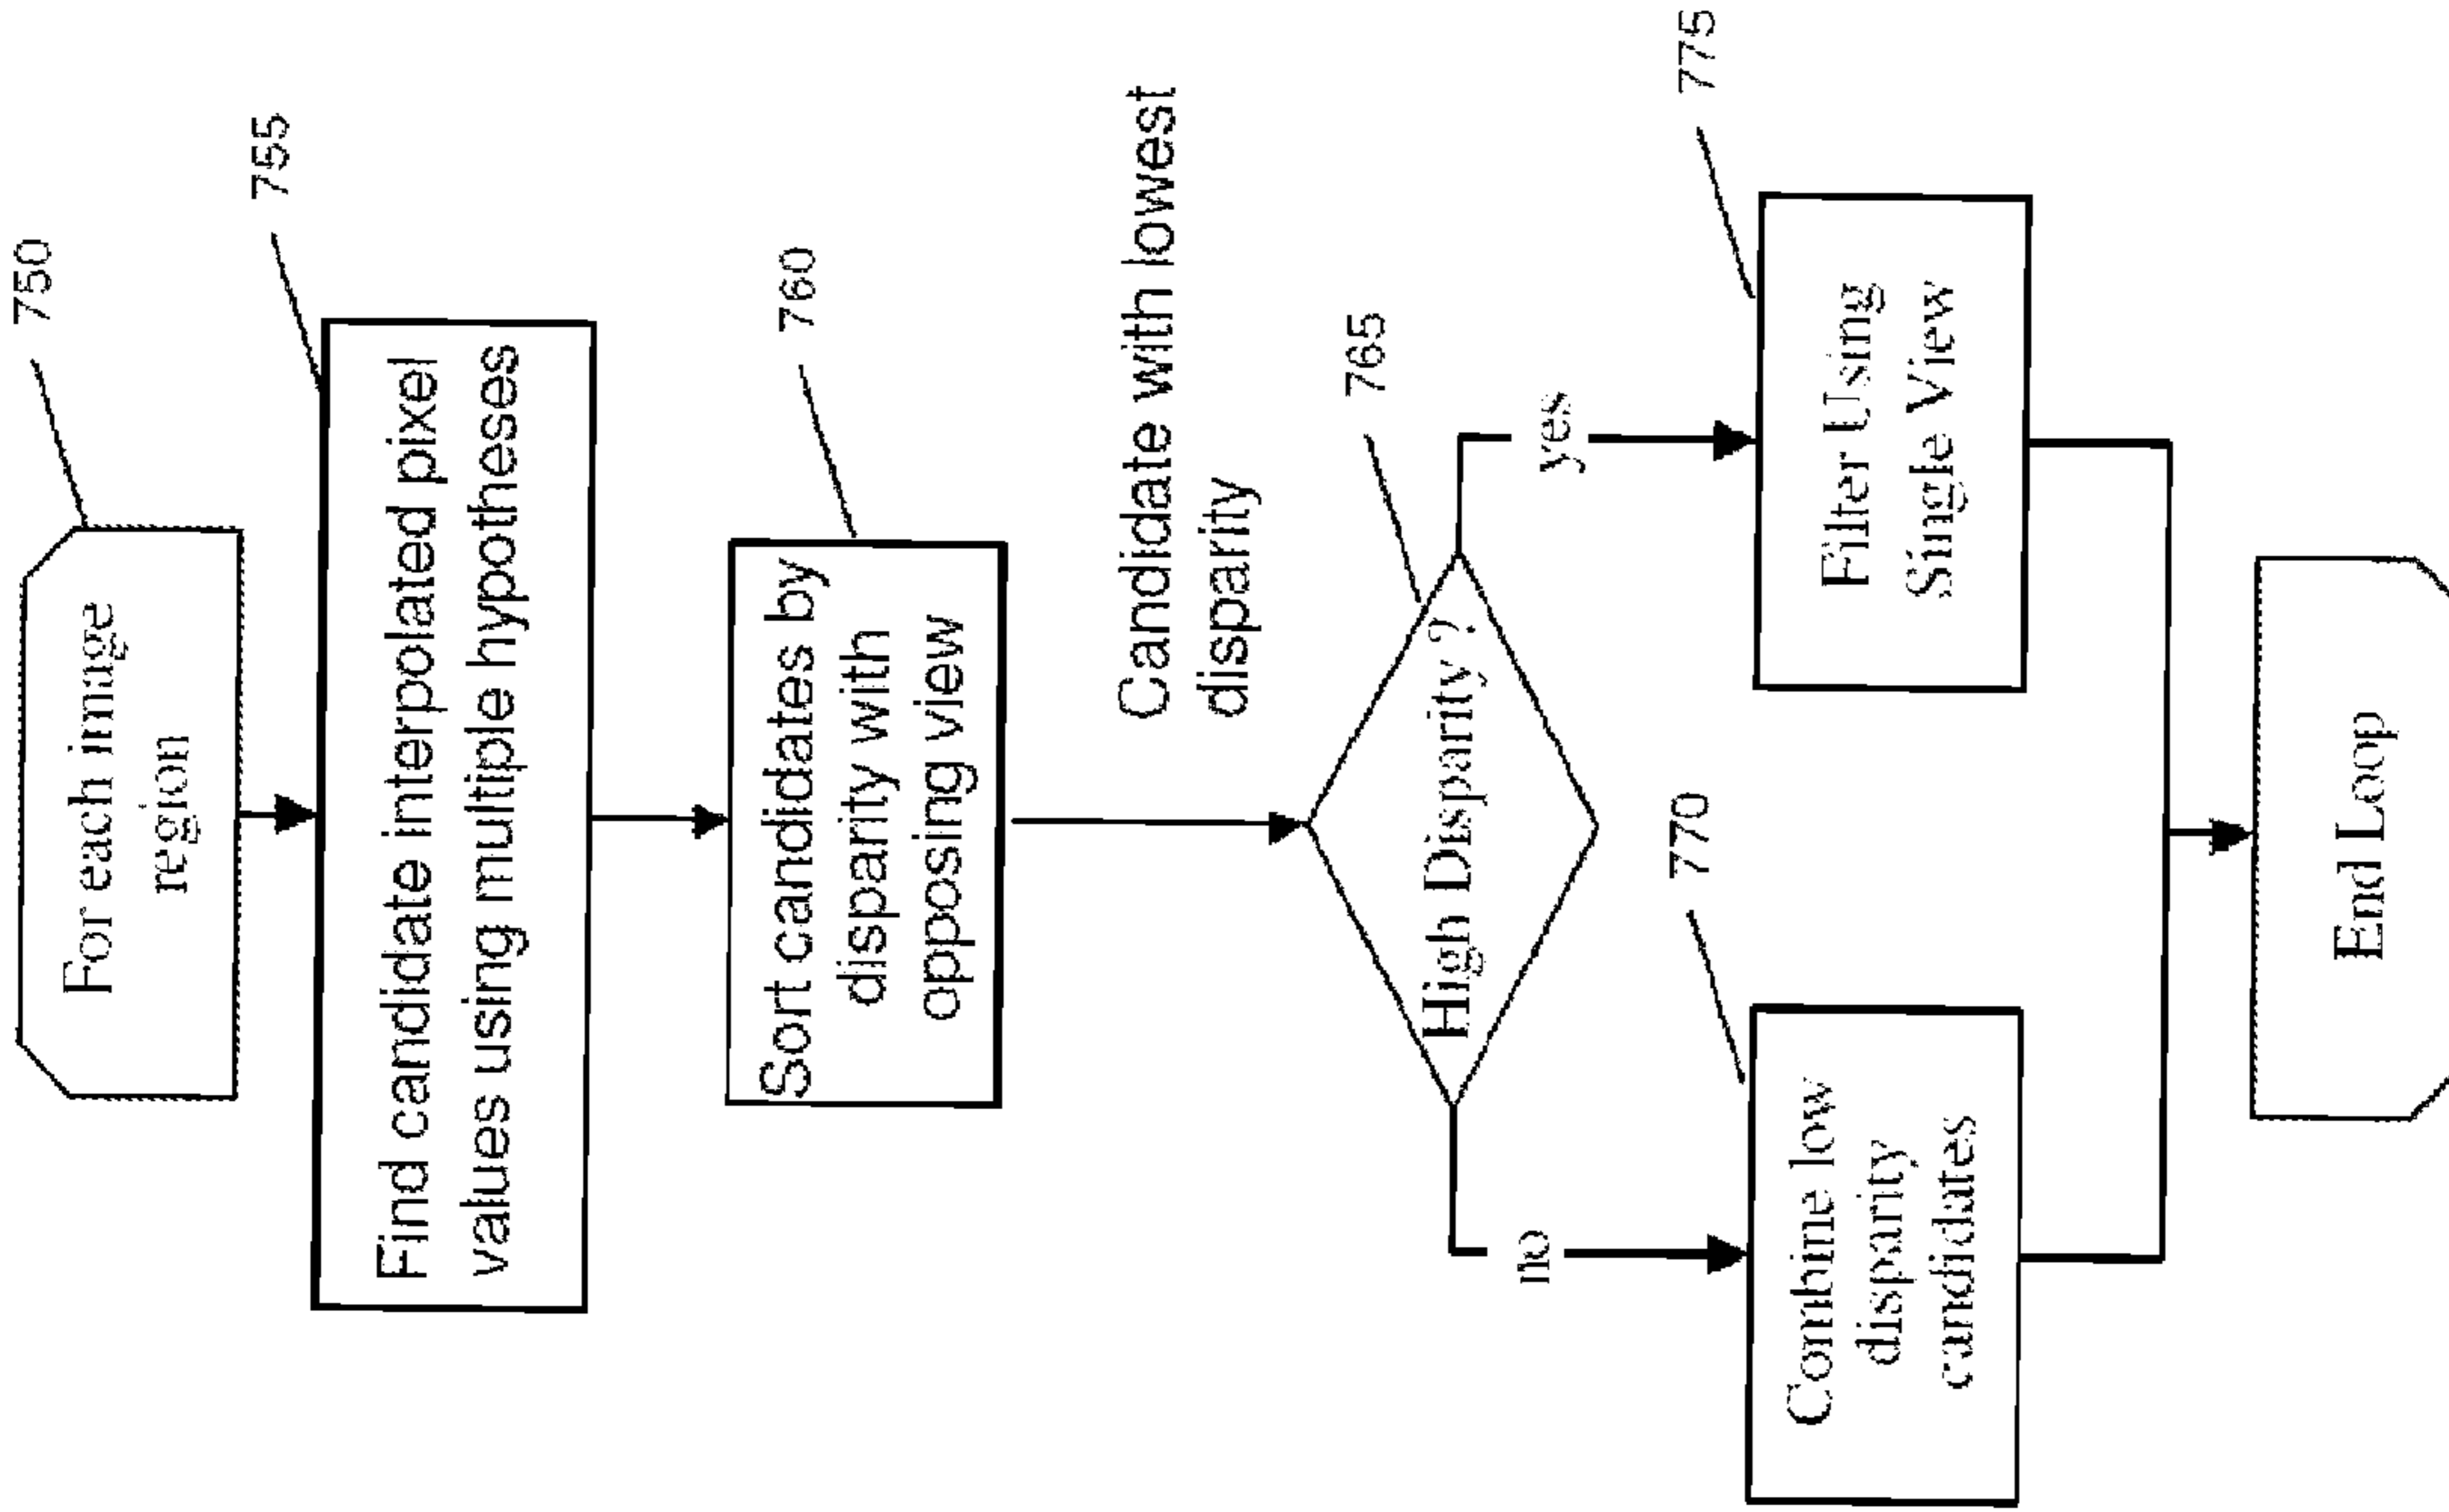 750
For each image
region
755
Find candidate interpolated pixel
values using multiple hypotheses
760
Sort candidates by
disparity with
opposing view
Candidate with lowest
disparity
765
High Disparity ?
no
yes
770
Combine low
disparity
candidates
775
Filter Using
Single View
End Loop